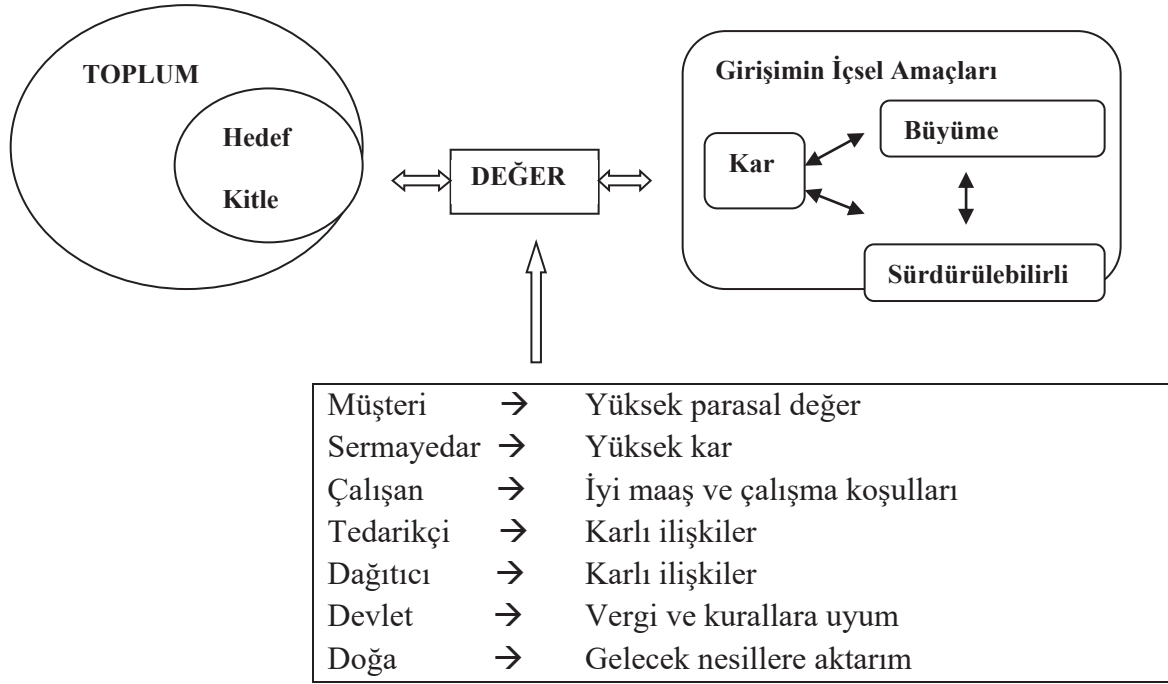 TOPLUM
Hedef
Kitle
DEĞER
Girişimin İçsel Amaçları
Kar
Büyüme
Sürdürülebilirli
Müşteri → Yüksek parasal değer
Sermayedar → Yüksek kar
Çalışan → İyi maaş ve çalışma koşulları
Tedarikçi → Karlı ilişkiler
Dağıtıcı → Karlı ilişkiler
Devlet → Vergi ve kurallara uyum
Doğa → Gelecek nesillere aktarım